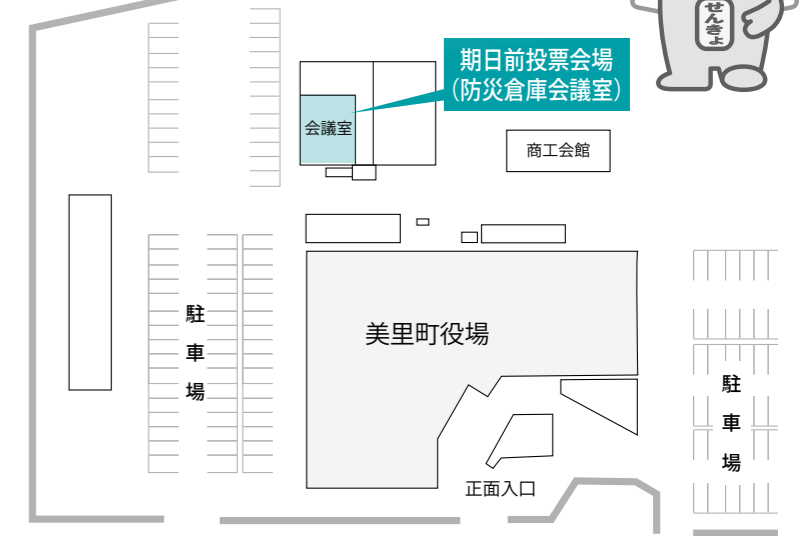 せんきょ
期日前投票会場
（防災倉庫会議室）
会議室
商工会館
美里町役場
駐車場
駐車場
正面入口